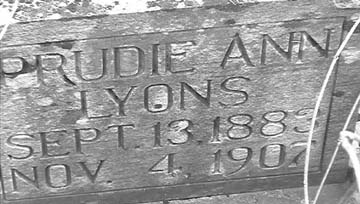 PRUDIE ANN
LYONS
SEPT. 13. 1883
NOV. 4. 1907